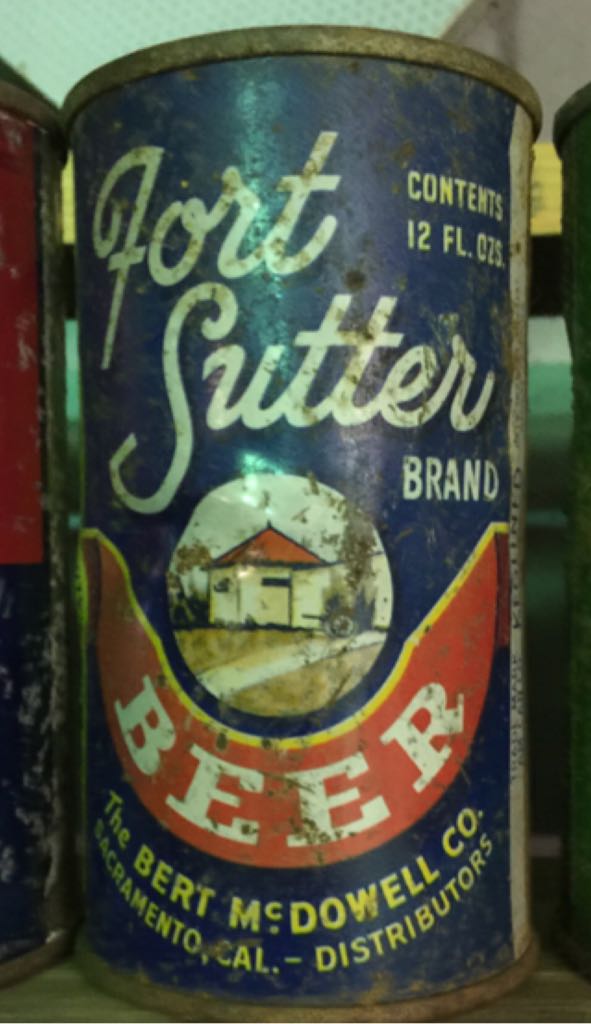 Fort
CONTENTS
12 FL. OZS.
Sutter
BRAND
BEER
The BERT McDOWELL CO.
SACRAMENTO, CAL. – DISTRIBUTORS